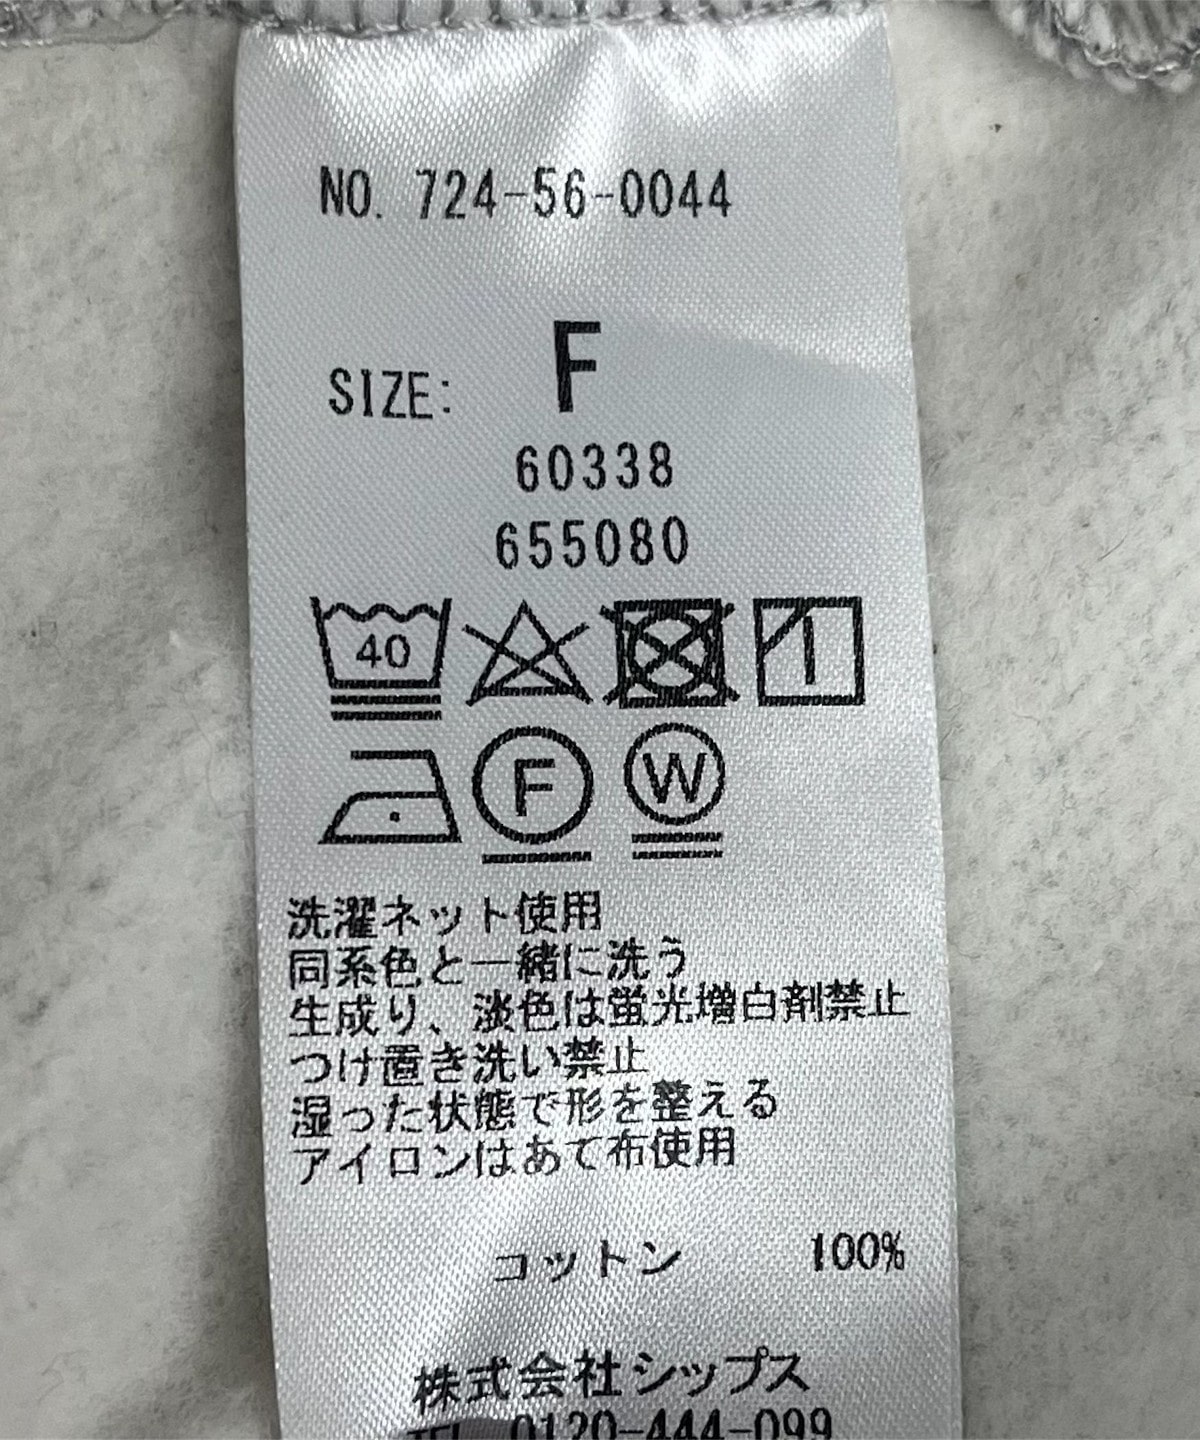 NO. 724-56-0044
SIZE: F
60338
655080
40
F W
洗濯ネット使用
同系色と一緒に洗う
生成り、淡色は蛍光増白剤禁止
つけ置き洗い禁止
湿った状態で形を整える
アイロンはあて布使用
コットン 100%
株式会社シップス
TEL 0120-444-099